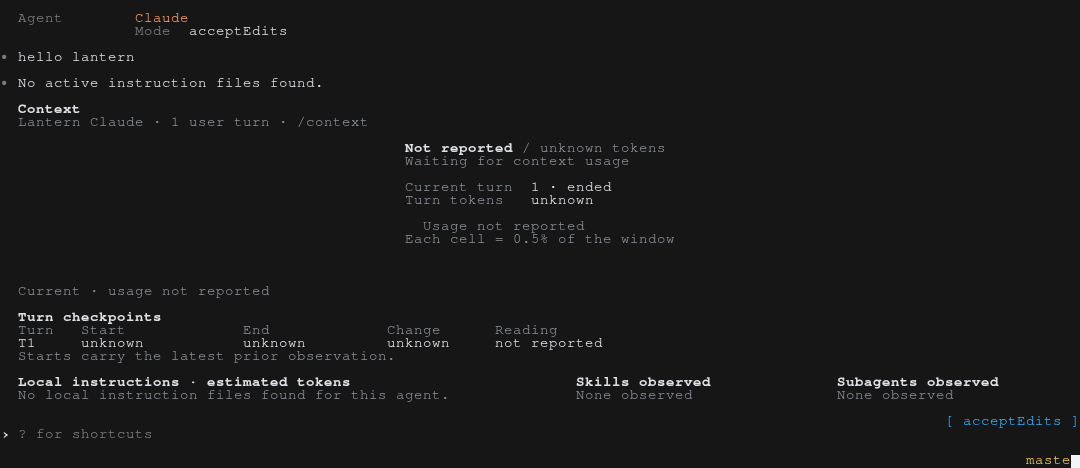 Agent Claude
Mode acceptEdits
• hello lantern
• No active instruction files found.
Context
Lantern Claude · 1 user turn · /context
Not reported / unknown tokens
Waiting for context usage
Current turn 1 · ended
Turn tokens unknown
Usage not reported
Each cell = 0.5% of the window
Current · usage not reported
Turn checkpoints
Turn Start End Change Reading
T1 unknown unknown unknown not reported
Starts carry the latest prior observation.
Local instructions · estimated tokens Skills observed Subagents observed
No local instruction files found for this agent. None observed None observed
[ acceptEdits ]
› ? for shortcuts
maste